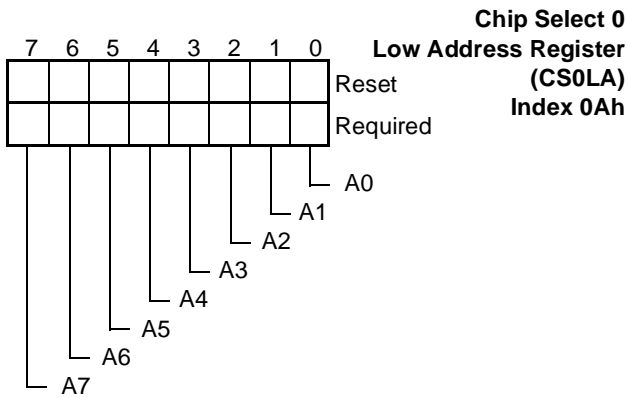 Chip Select 0
Low Address Register
(CS0LA)
Index 0Ah
7 6 5 4 3 2 1 0
Reset
Required
A0
A1
A2
A3
A4
A5
A6
A7